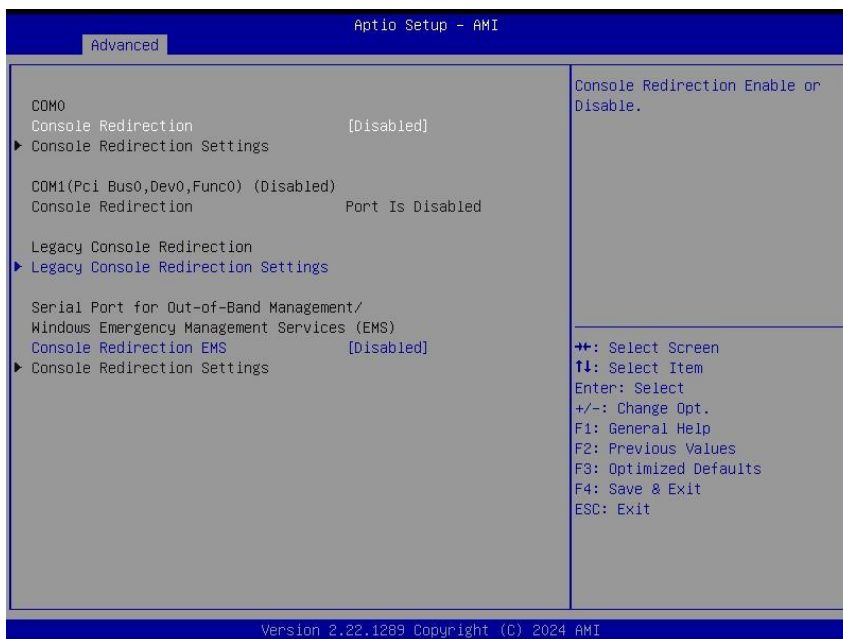 Aptio Setup - AMI
Advanced
COM0
Console Redirection [Disabled]
Console Redirection Settings
COM1(Pci Bus0,Dev0,Func0) (Disabled)
Console Redirection Port Is Disabled
Legacy Console Redirection
Legacy Console Redirection Settings
Serial Port for Out-of-Band Management/
Windows Emergency Management Services (EMS)
Console Redirection EMS [Disabled]
Console Redirection Settings
Console Redirection Enable or
Disable.
→←: Select Screen
↑↓: Select Item
Enter: Select
+/-: Change Opt.
F1: General Help
F2: Previous Values
F3: Optimized Defaults
F4: Save & Exit
ESC: Exit
Version 2.22.1289 Copyright (C) 2024 AMI